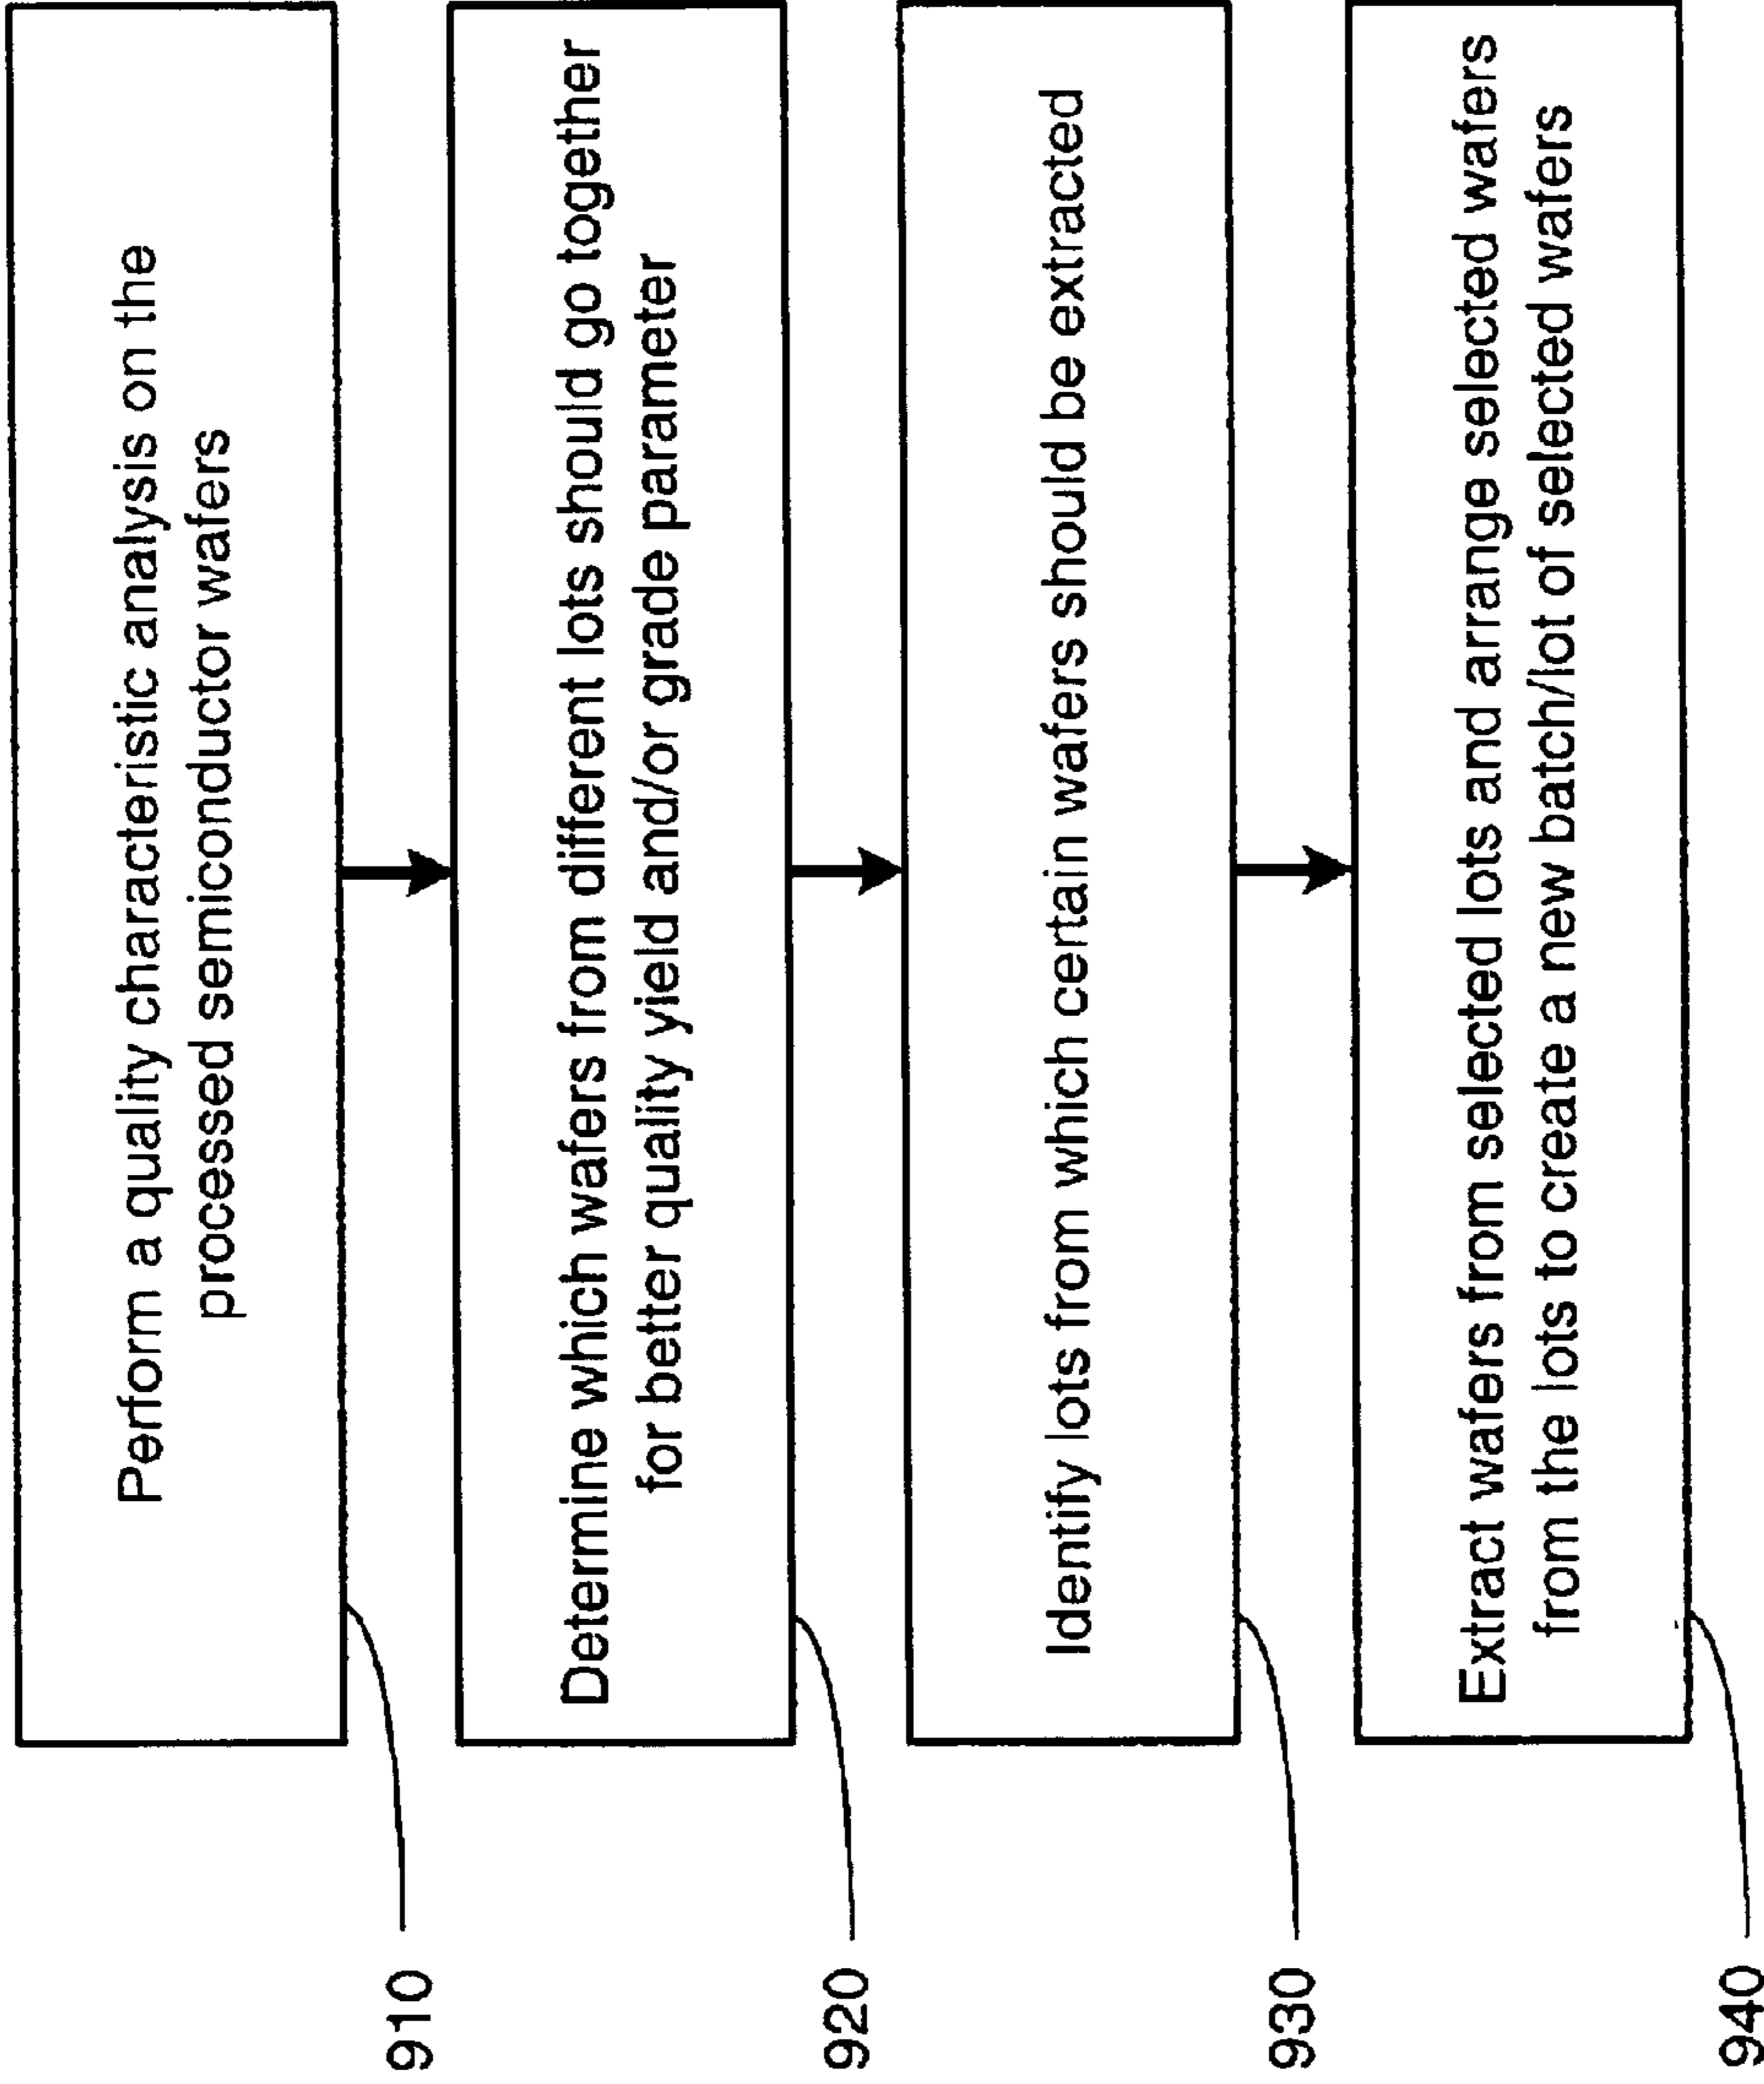 Perform a quality characteristic analysis on the
processed semiconductor wafers
910
Determine which wafers from different lots should go together
for better quality yield and/or grade parameter
920
Identify lots from which certain wafers should be extracted
930
Extract wafers from selected lots and arrange selected wafers
from the lots to create a new batch/lot of selected wafers
940